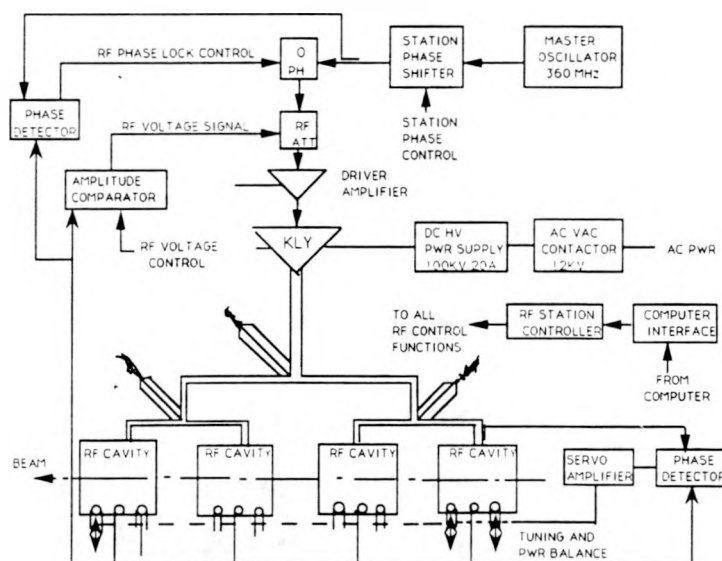 RF PHASE LOCK CONTROL
O
PH
STATION
PHASE
SHIFTER
MASTER
OSCILLATOR
360 MHz
PHASE
DETECTOR
RF VOLTAGE SIGNAL
RF
ATT
STATION
PHASE
CONTROL
AMPLITUDE
COMPARATOR
DRIVER
AMPLIFIER
RF VOLTAGE
CONTROL
KLY
DC HV
PWR SUPPLY
100KV 20A
AC VAC
CONTACTOR
12KV
AC PWR
TO ALL
RF CONTROL
FUNCTIONS
RF STATION
CONTROLLER
COMPUTER
INTERFACE
FROM
COMPUTER
BEAM
RF CAVITY
RF CAVITY
RF CAVITY
RF CAVITY
SERVO
AMPLIFIER
PHASE
DETECTOR
TUNING AND
PWR BALANCE